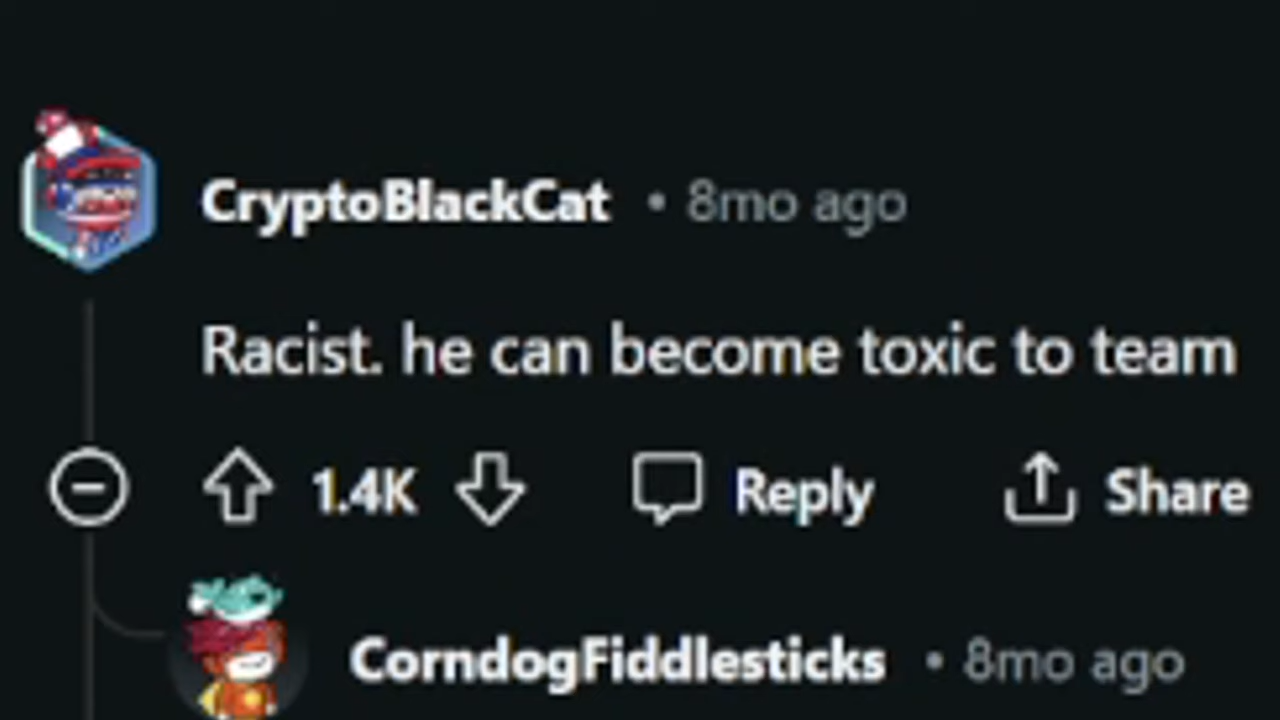 CryptoBlackCat • 8mo ago
Racist. he can become toxic to team
1.4K Reply Share
CorndogFiddlesticks • 8mo ago